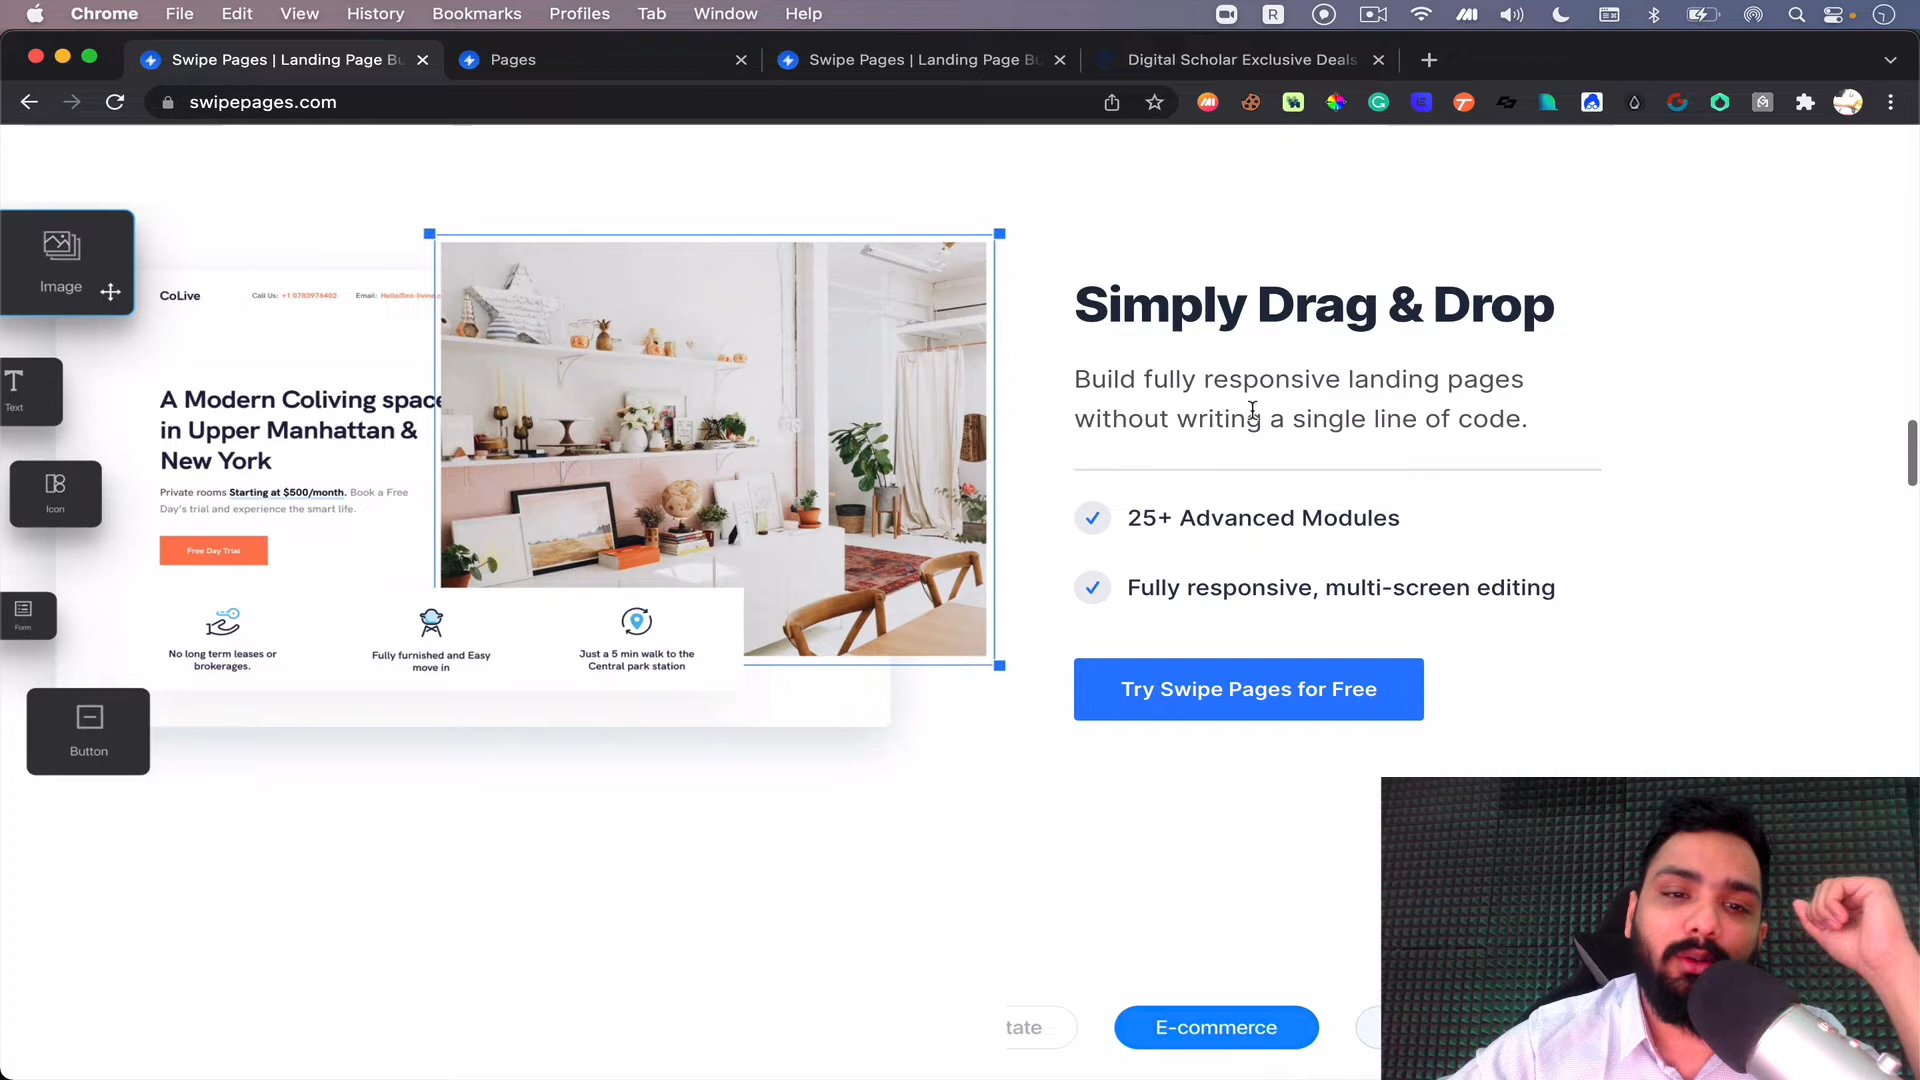 Chrome File Edit View History Bookmarks Profiles Tab Window Help
Swipe Pages | Landing Page Bu
Pages
Swipe Pages | Landing Page Bu
Digital Scholar Exclusive Deals
swipepages.com
Image
Text
Icon
Form
Button
CoLive
Call Us: +1 0783976402
Email: Hello@co-living.c
A Modern Coliving space
in Upper Manhattan &
New York
Private rooms Starting at $500/month. Book a Free
Day's trial and experience the smart life.
Free Day Trial
No long term leases or
brokerages.
Fully furnished and Easy
move in
Just a 5 min walk to the
Central park station
Simply Drag & Drop
Build fully responsive landing pages
without writing a single line of code.
25+ Advanced Modules
Fully responsive, multi-screen editing
Try Swipe Pages for Free
tate
E-commerce